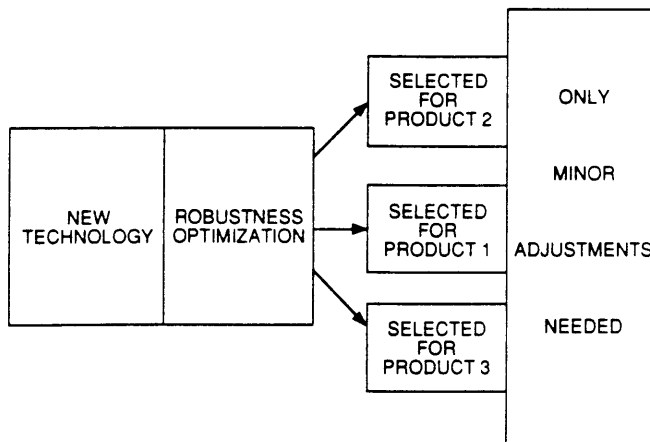 NEW
TECHNOLOGY
ROBUSTNESS
OPTIMIZATION
SELECTED
FOR
PRODUCT 2
SELECTED
FOR
PRODUCT 1
SELECTED
FOR
PRODUCT 3
ONLY
MINOR
ADJUSTMENTS
NEEDED